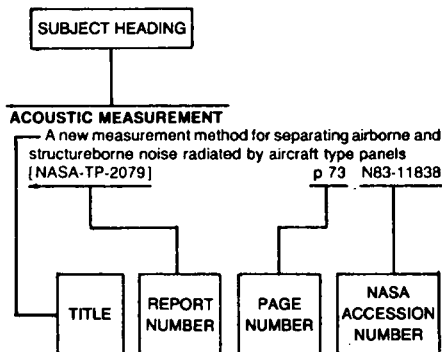 SUBJECT HEADING
ACOUSTIC MEASUREMENT
A new measurement method for separating airborne and
structureborne noise radiated by aircraft type panels
[NASA-TP-2079] p 73 N83-11838
TITLE
REPORT
NUMBER
PAGE
NUMBER
NASA
ACCESSION
NUMBER